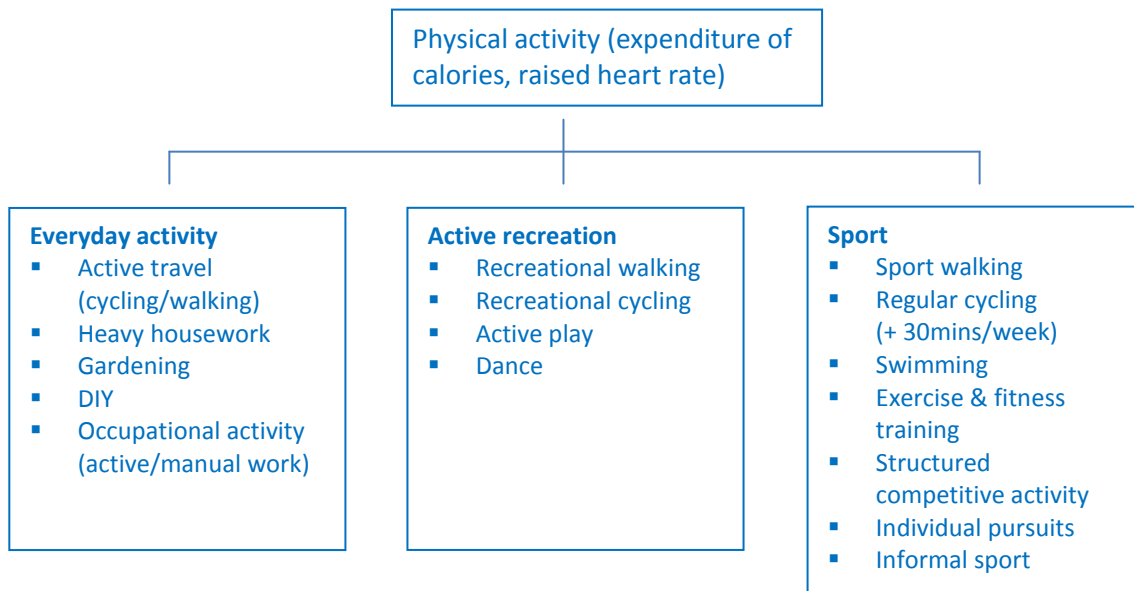 Physical activity (expenditure of
calories, raised heart rate)
Everyday activity
▪ Active travel
(cycling/walking)
▪ Heavy housework
▪ Gardening
▪ DIY
▪ Occupational activity
(active/manual work)
Active recreation
▪ Recreational walking
▪ Recreational cycling
▪ Active play
▪ Dance
Sport
▪ Sport walking
▪ Regular cycling
(+ 30mins/week)
▪ Swimming
▪ Exercise & fitness
training
▪ Structured
competitive activity
▪ Individual pursuits
▪ Informal sport